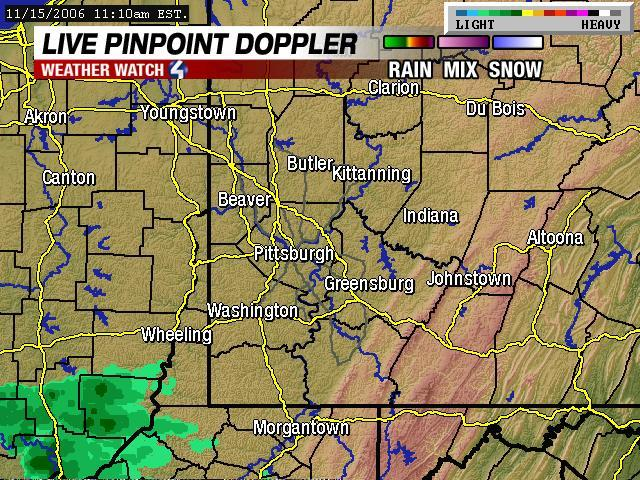 11/15/2006 11:10am EST.
LIGHT HEAVY
LIVE PINPOINT DOPPLER
WEATHER WATCH 4
RAIN MIX SNOW
Clarion
Akron
Youngstown
Du Bois
Butler
Kittanning
Canton
Beaver
Indiana
Altoona
Pittsburgh
Greensburg
Johnstown
Washington
Wheeling
Morgantown